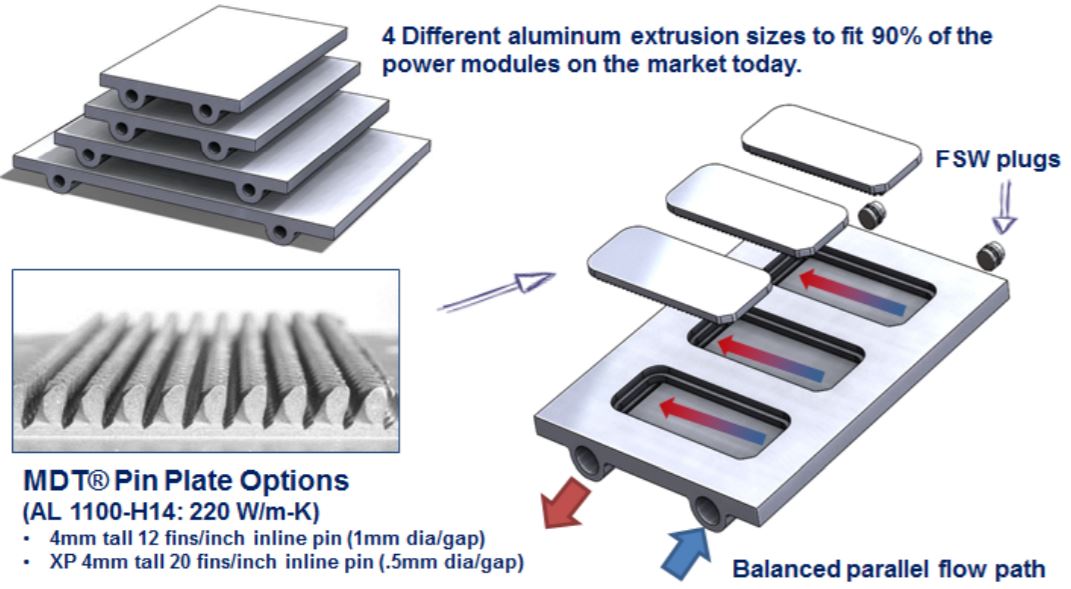 4 Different aluminum extrusion sizes to fit 90% of the
power modules on the market today.
FSW plugs
MDT® Pin Plate Options
(AL 1100-H14: 220 W/m-K)
• 4mm tall 12 fins/inch inline pin (1mm dia/gap)
• XP 4mm tall 20 fins/inch inline pin (.5mm dia/gap)
Balanced parallel flow path